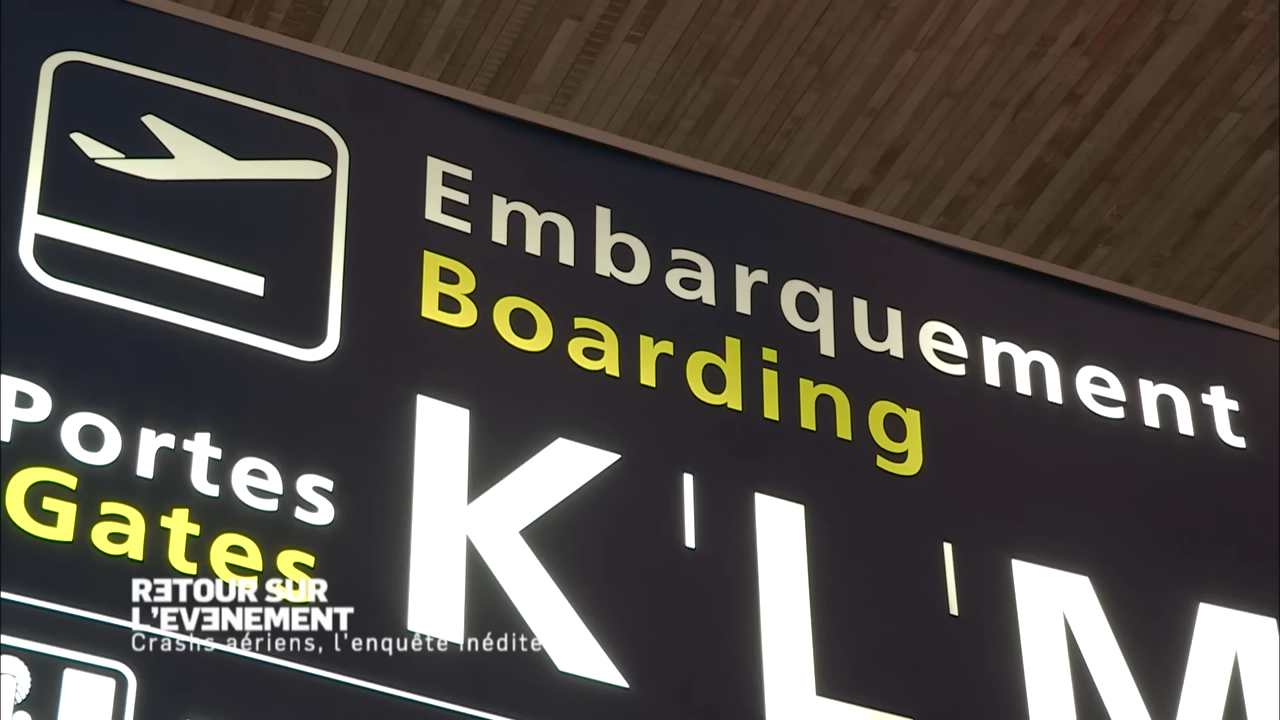 Embarquement
Boarding
Portes
Gates
K L M
RETOUR SUR
L'EVENEMENT
Crashs aériens, l'enquête inédite